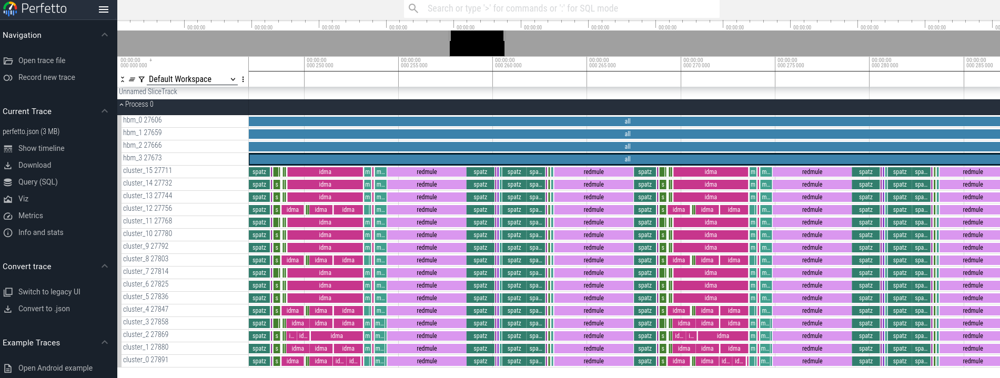 Perfetto
Search or type '>' for commands or ':' for SQL mode
00:00:00 00:00:00 00:00:00 00:00:00 00:00:00 00:00:00 00:00:00 00:00:00 00:00:00 00:00:00 00:00:00 00:00:00 00
Navigation
Open trace file
Record new trace
Current Trace
perfetto.json (3 MB)
Show timeline
Download
Query (SQL)
Viz
Metrics
Info and stats
Convert trace
Switch to legacy UI
Convert to .json
Example Traces
Open Android example
00:00:00 + 00:00:00 00:00:00 00:00:00 00:00:00 00:00:00 00:00:00 00:00:00 00:00:00
000 000 000 000 250 000 000 255 000 000 260 000 000 265 000 000 270 000 000 275 000 000 280 000 000 285 000
Default Workspace
Unnamed SliceTrack
Process 0
hbm_0 27606 all
hbm_1 27659 all
hbm_2 27666 all
hbm_3 27673 all
cluster_15 27711 spatz idma m m... redmule spatz spatz spa... redmule spatz idma m m... redmule spatz spatz spa... redmule
cluster_14 27732 spatz s idma m m... redmule spatz spatz spa... redmule spatz s idma m m... redmule spatz spatz spa... redmule
cluster_13 27744 spatz s idma m m... redmule spatz spatz spa... redmule spatz s idma m m... redmule spatz spatz spa... redmule
cluster_12 27756 spatz s idma idma idma m... redmule spatz spatz spa... redmule spatz s idma idma idma m... redmule spatz spatz spa... redmule
cluster_11 27768 spatz idma m m... redmule spatz spatz spa... redmule spatz idma m m... redmule spatz spatz spa... redmule
cluster_10 27780 spatz s idma m m... redmule spatz spatz spa... redmule spatz s idma m m... redmule spatz spatz spa... redmule
cluster_9 27792 spatz s idma m m... redmule spatz spatz spa... redmule spatz s idma m m... redmule spatz spatz spa... redmule
cluster_8 27803 spatz s idma idma idma m... redmule spatz spatz spa... redmule spatz s idma idma idma m... redmule spatz spatz spa... redmule
cluster_7 27814 spatz idma m m... redmule spatz spatz spa... redmule spatz idma m m... redmule spatz spatz spa... redmule
cluster_6 27825 spatz s idma m m... redmule spatz spatz spa... redmule spatz s idma m m... redmule spatz spatz spa... redmule
cluster_5 27836 spatz s idma m m... redmule spatz spatz spa... redmule spatz s idma m m... redmule spatz spatz spa... redmule
cluster_4 27847 spatz s idma idma idma m... redmule spatz spatz spa... redmule spatz s idma idma idma m... redmule spatz spatz spa... redmule
cluster_3 27858 spatz s idma idma idma m m... redmule spatz spatz spa... redmule spatz s idma idma idma m m... redmule spatz spatz spa... redmule
cluster_2 27869 spatz s i... id... idma m m... redmule spatz spatz spa... redmule spatz s id... i... idma m m... redmule spatz spatz spa... redmule
cluster_1 27880 spatz s idma idma idma m m... redmule spatz spatz spa... redmule spatz s idma idma idma m m... redmule spatz spatz spa... redmule
cluster_0 27891 spatz s idma idma id... id... m... redmule spatz spatz spa... redmule spatz s idma idma id... id... m... redmule spatz spatz spa... redmule